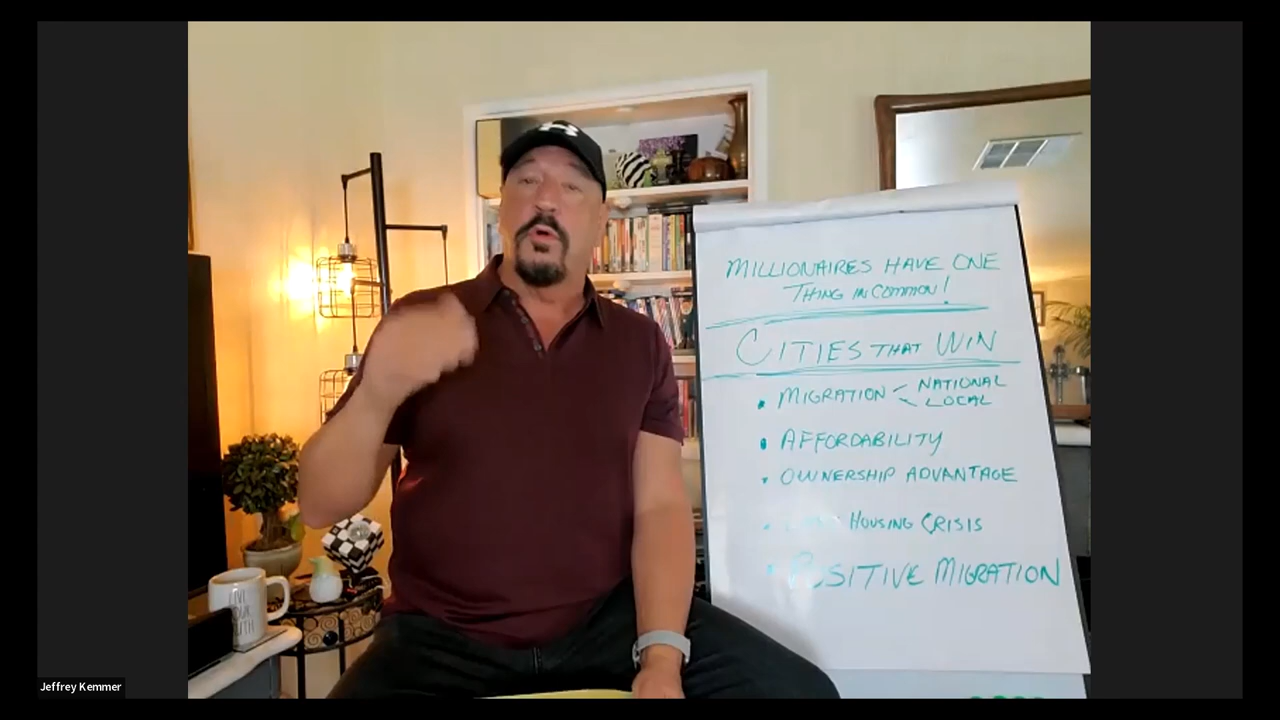 MILLIONAIRES HAVE ONE
THING IN COMMON!
CITIES THAT WIN
• MIGRATION < NATIONAL
LOCAL
• AFFORDABILITY
• OWNERSHIP ADVANTAGE
• HOUSING CRISIS
• POSITIVE MIGRATION
Jeffrey Kemmer